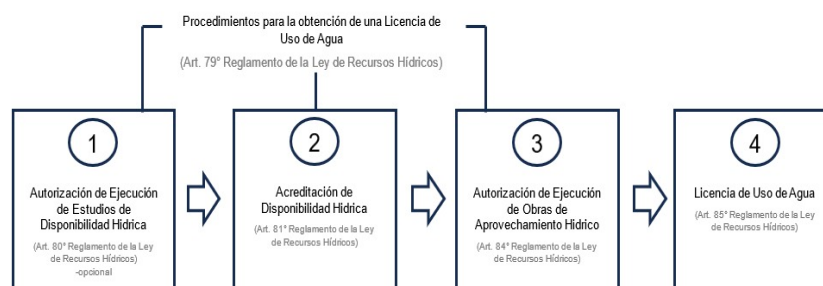 Procedimientos para la obtención de una Licencia de
Uso de Agua
(Art. 79° Reglamento de la Ley de Recursos Hídricos)
1
Autorización de Ejecución
de Estudios de
Disponibilidad Hídrica
(Art. 80° Reglamento de la Ley
de Recursos Hídricos)
-opcional
2
Acreditación de
Disponibilidad Hídrica
(Art. 81° Reglamento de la Ley
de Recursos Hídricos)
3
Autorización de Ejecución
de Obras de
Aprovechamiento Hídrico
(Art. 84° Reglamento de la Ley
de Recursos Hídricos)
4
Licencia de Uso de Agua
(Art. 85° Reglamento de la Ley
de Recursos Hídricos)